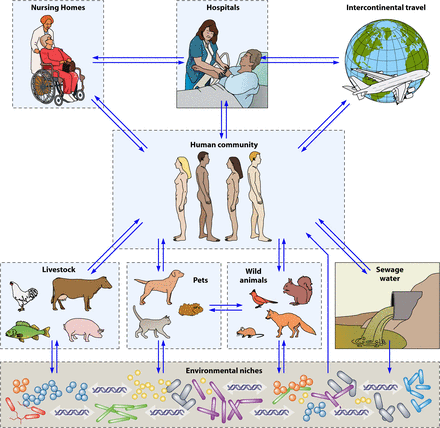 Nursing Homes
Hospitals
Intercontinental travel
Human community
Livestock
Pets
Wild
animals
Sewage
water
Environmental niches